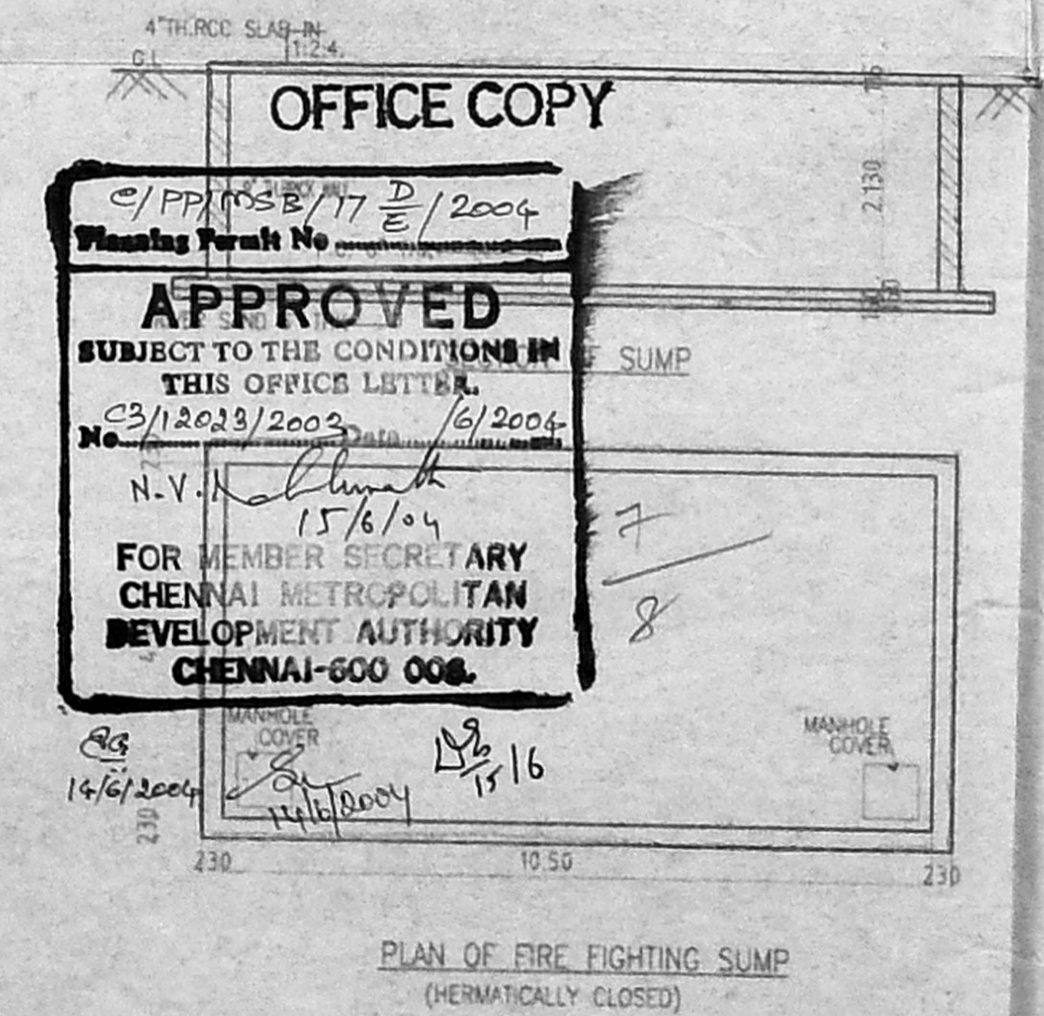 4"TH.RCC SLAB IN
1:2:4.
G.L
OFFICE COPY
2.130
C/PP/MSB/17 D/E/2004
Planning Permit No
APPROVED
SUBJECT TO THE CONDITIONS IN
THIS OFFICE LETTER.
No C3/12023/2003 Date /6/2004
SUMP
N.V.
15/6/04
FOR MEMBER SECRETARY
CHENNAI METROPOLITAN
DEVELOPMENT AUTHORITY
CHENNAI-600 008.
7
8
MANHOLE
COVER
MANHOLE
COVER
14/6/2004
14/6/2004
15/6
230
230
10.50
230
PLAN OF FIRE FIGHTING SUMP
(HERMATICALLY CLOSED)